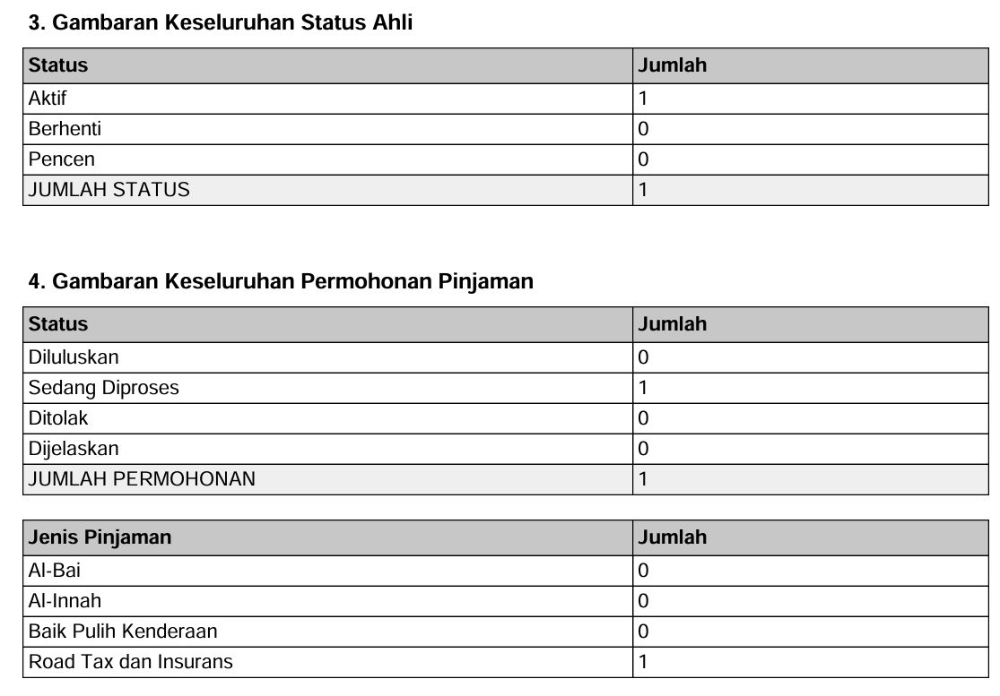 3. Gambaran Keseluruhan Status Ahli
Status Jumlah
Aktif 1
Berhenti 0
Pencen 0
JUMLAH STATUS 1
4. Gambaran Keseluruhan Permohonan Pinjaman
Status Jumlah
Diluluskan 0
Sedang Diproses 1
Ditolak 0
Dijelaskan 0
JUMLAH PERMOHONAN 1
Jenis Pinjaman Jumlah
Al-Bai 0
Al-Innah 0
Baik Pulih Kenderaan 0
Road Tax dan Insurans 1